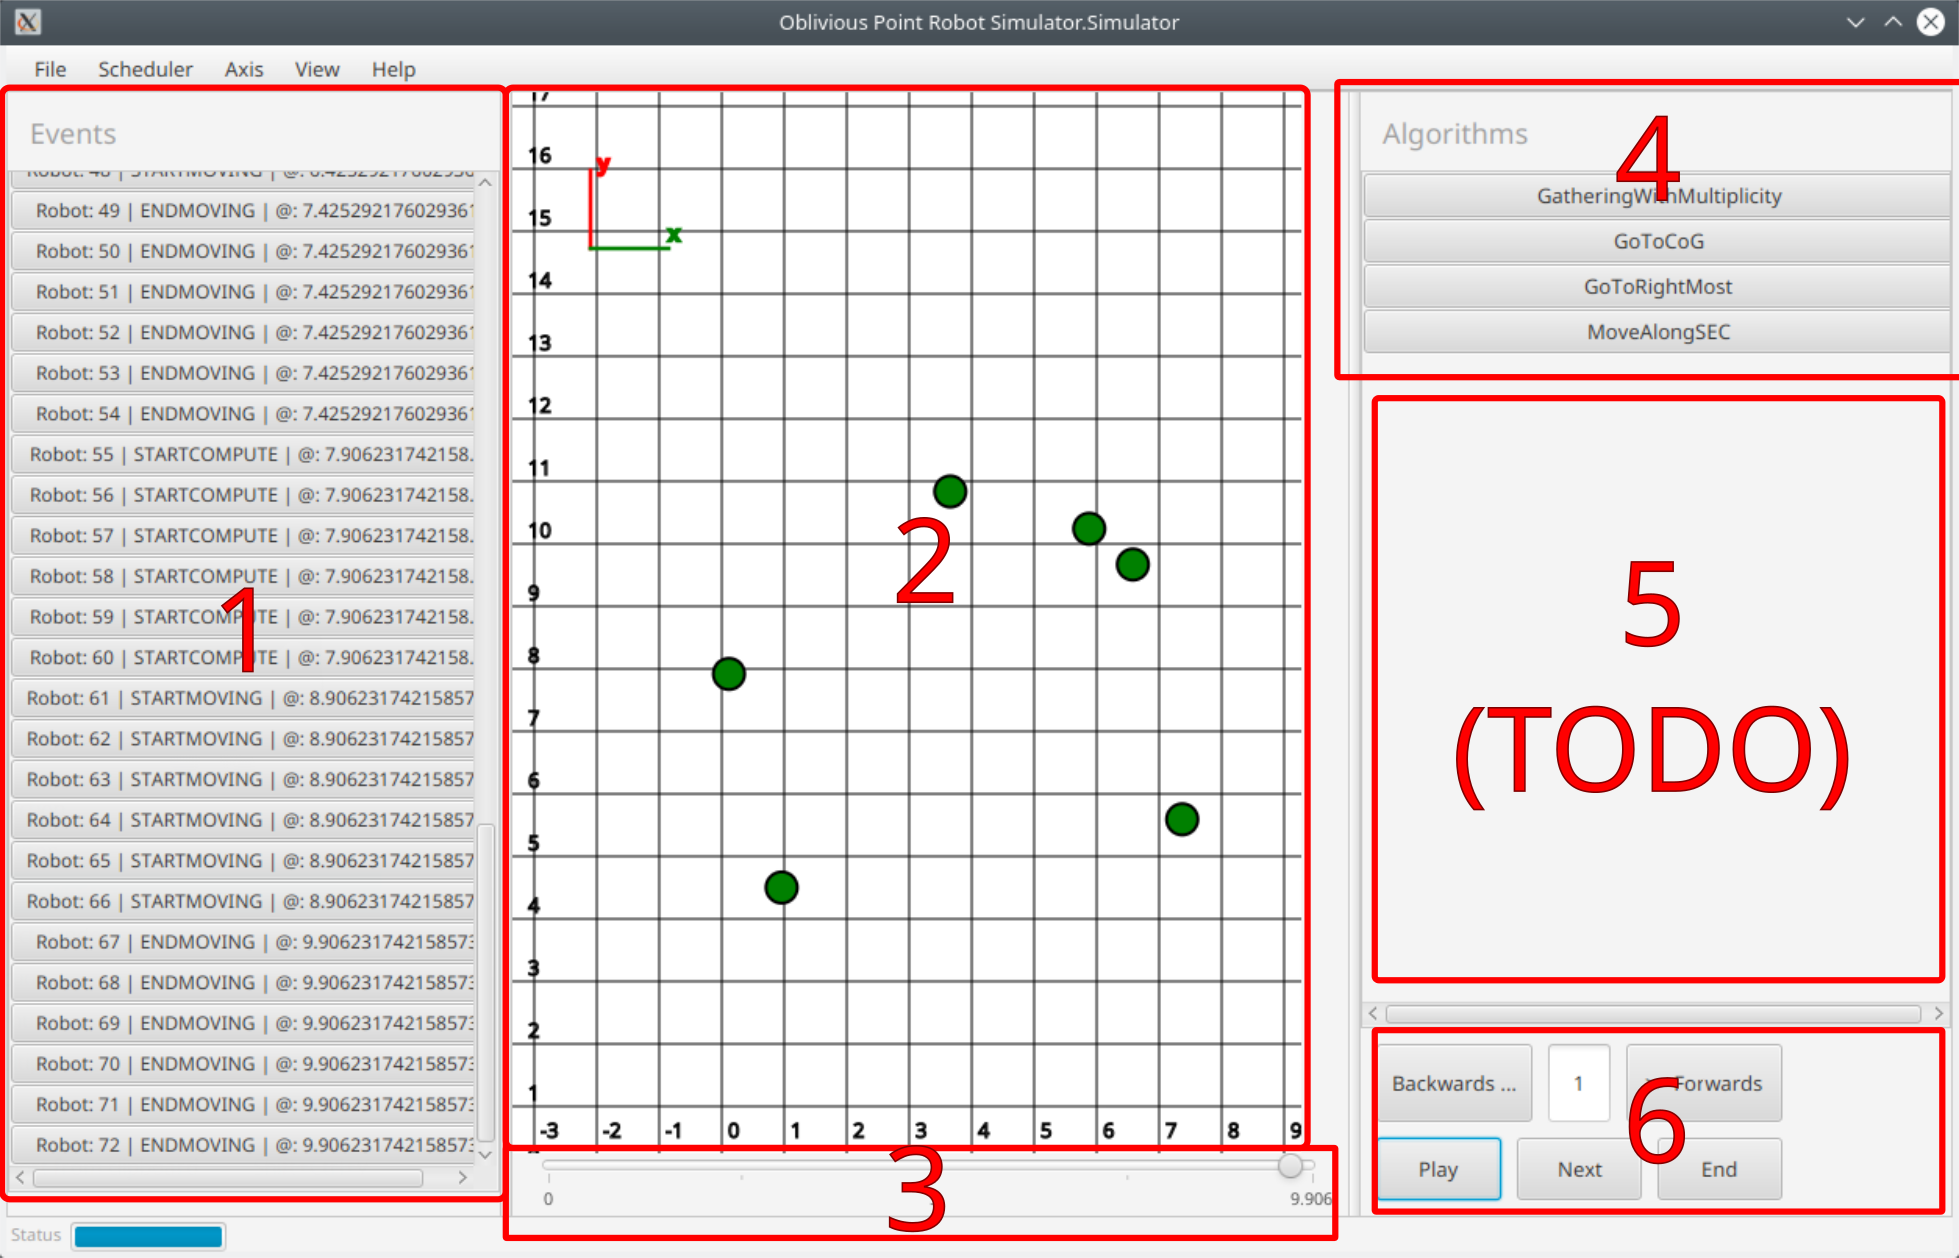 Oblivious Point Robot Simulator.Simulator
File Scheduler Axis View Help
Events
Robot: 48 | STARTMOVING | @:
Robot: 49 | ENDMOVING | @: 7.425292176029361
Robot: 50 | ENDMOVING | @: 7.425292176029361
Robot: 51 | ENDMOVING | @: 7.425292176029361
Robot: 52 | ENDMOVING | @: 7.425292176029361
Robot: 53 | ENDMOVING | @: 7.425292176029361
Robot: 54 | ENDMOVING | @: 7.425292176029361
Robot: 55 | STARTCOMPUTE | @: 7.906231742158.
Robot: 56 | STARTCOMPUTE | @: 7.906231742158.
Robot: 57 | STARTCOMPUTE | @: 7.906231742158.
Robot: 58 | STARTCOMPUTE | @: 7.906231742158.
Robot: 59 | STARTCOMPUTE | @: 7.906231742158.
Robot: 60 | STARTCOMPUTE | @: 7.906231742158.
Robot: 61 | STARTMOVING | @: 8.90623174215857
Robot: 62 | STARTMOVING | @: 8.90623174215857
Robot: 63 | STARTMOVING | @: 8.90623174215857
Robot: 64 | STARTMOVING | @: 8.90623174215857
Robot: 65 | STARTMOVING | @: 8.90623174215857
Robot: 66 | STARTMOVING | @: 8.90623174215857
Robot: 67 | ENDMOVING | @: 9.906231742158573
Robot: 68 | ENDMOVING | @: 9.906231742158573
Robot: 69 | ENDMOVING | @: 9.906231742158573
Robot: 70 | ENDMOVING | @: 9.906231742158573
Robot: 71 | ENDMOVING | @: 9.906231742158573
Robot: 72 | ENDMOVING | @: 9.906231742158573
1
Status
17
16
15
14
13
12
11
10
9
8
7
6
5
4
3
2
1
y
x
2
-3 -2 -1 0 1 2 3 4 5 6 7 8 9
0 9.906
3
Algorithms
4
GatheringWithMultiplicity
GoToCoG
GoToRightMost
MoveAlongSEC
5
(TODO)
Backwards ... 1 Forwards
6
Play Next End